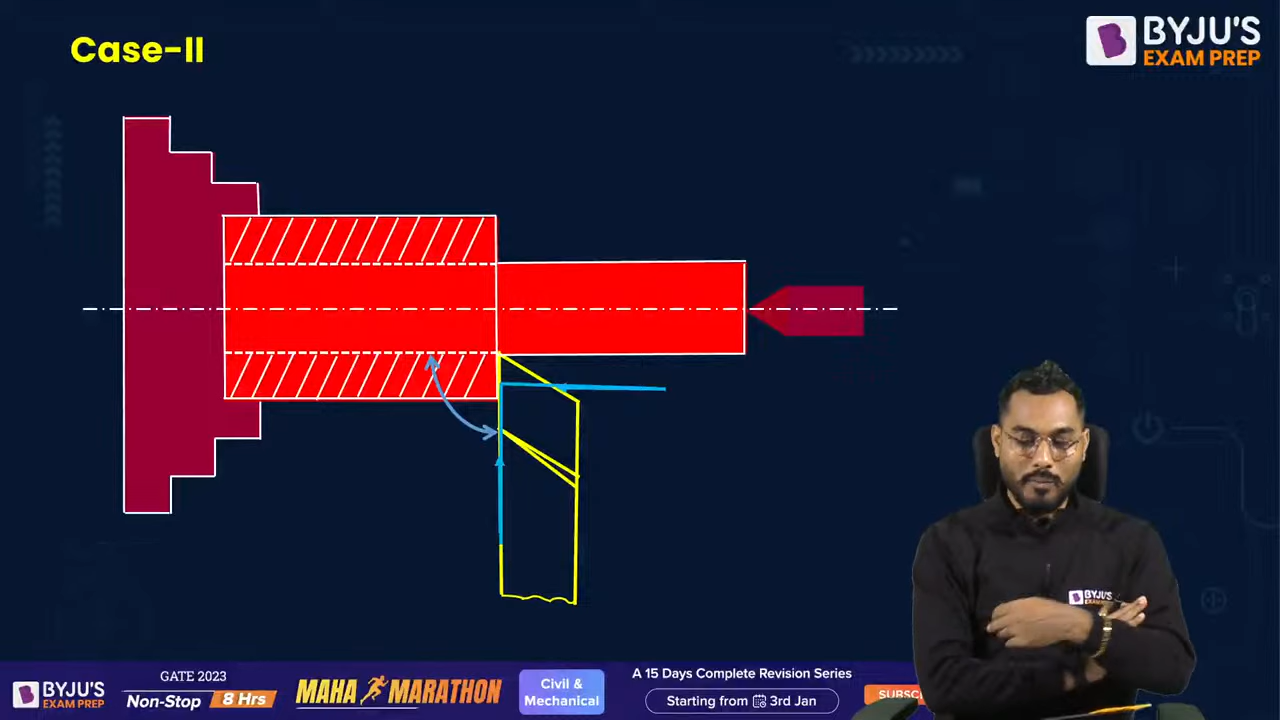 Case-II
BYJU'S
EXAM PREP
BYJU'S
BYJU'S
EXAM PREP
GATE 2023
Non-Stop 8 Hrs
MAHA MARATHON
Civil &
Mechanical
A 15 Days Complete Revision Series
Starting from 3rd Jan